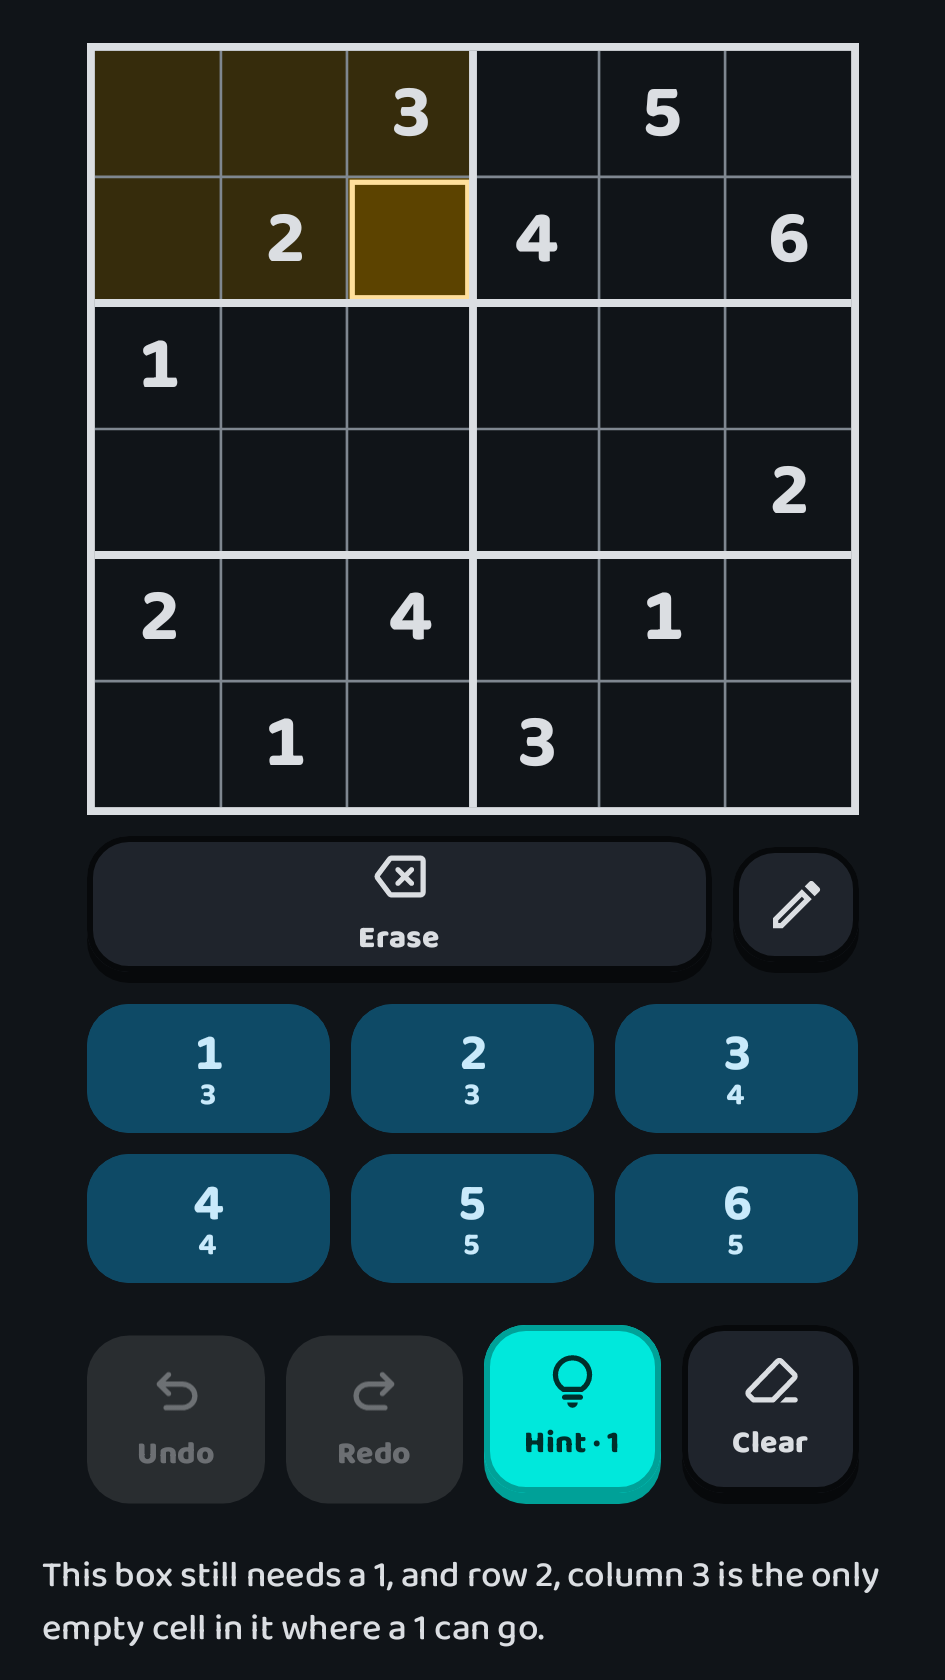 3 5
2 4 6
1
2
2 4 1
1 3
Erase
1 2 3
3 3 4
4 5 6
4 5 5
Undo Redo Hint · 1 Clear
This box still needs a 1, and row 2, column 3 is the only
empty cell in it where a 1 can go.